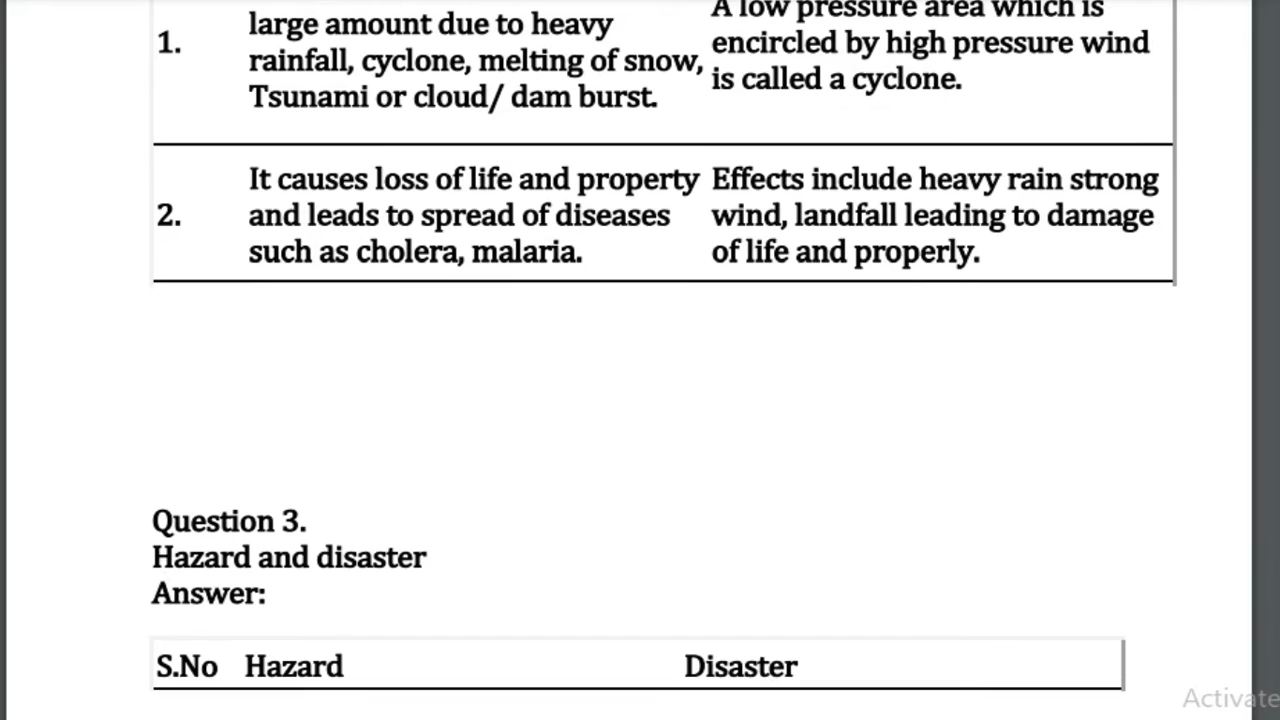 A low pressure area which is
large amount due to heavy
1.
encircled by high pressure wind
rainfall, cyclone, melting of snow,
is called a cyclone.
Tsunami or cloud/ dam burst.
It causes loss of life and property
Effects include heavy rain strong
2.
and leads to spread of diseases
wind, landfall leading to damage
such as cholera, malaria.
of life and properly.
Question 3.
Hazard and disaster
Answer:
S.No Hazard Disaster
Activate